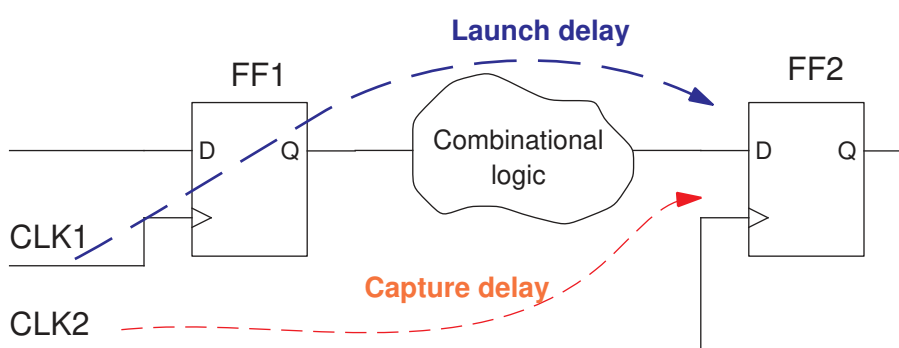 Launch delay
FF1
FF2
D
Q
Combinational
logic
D
Q
CLK1
Capture delay
CLK2